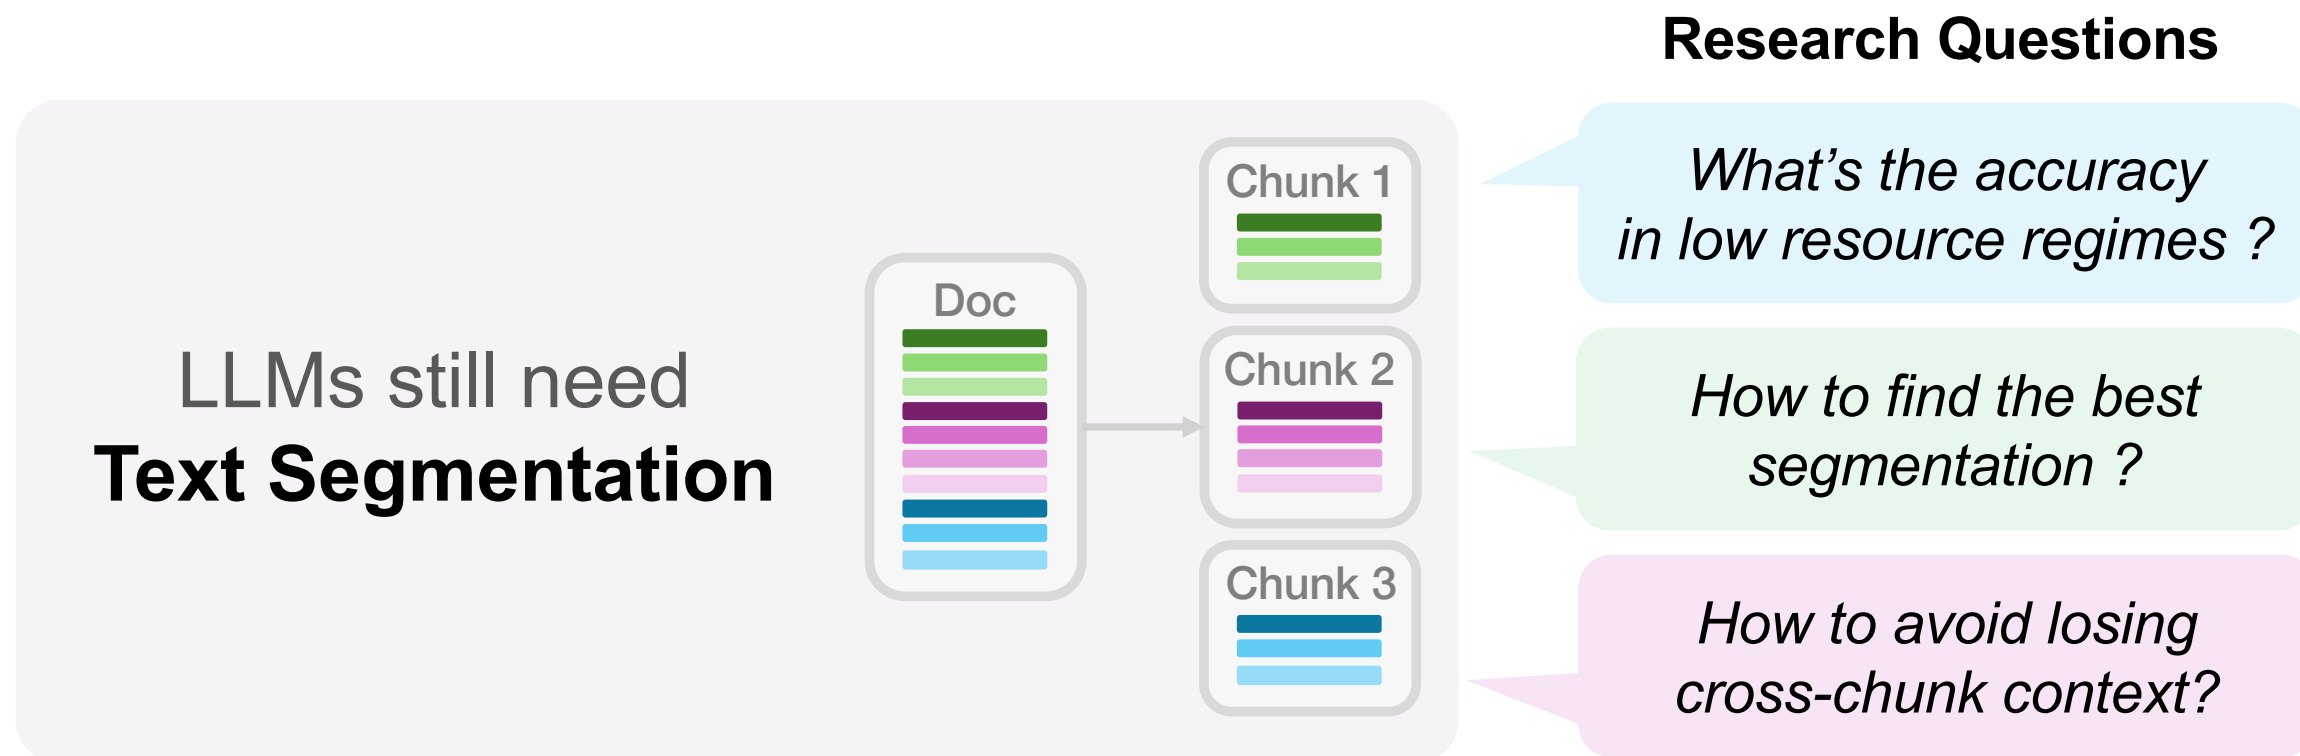 Research Questions
LLMs still need
Text Segmentation
Doc
Chunk 1
Chunk 2
Chunk 3
What’s the accuracy
in low resource regimes ?
How to find the best
segmentation ?
How to avoid losing
cross-chunk context?